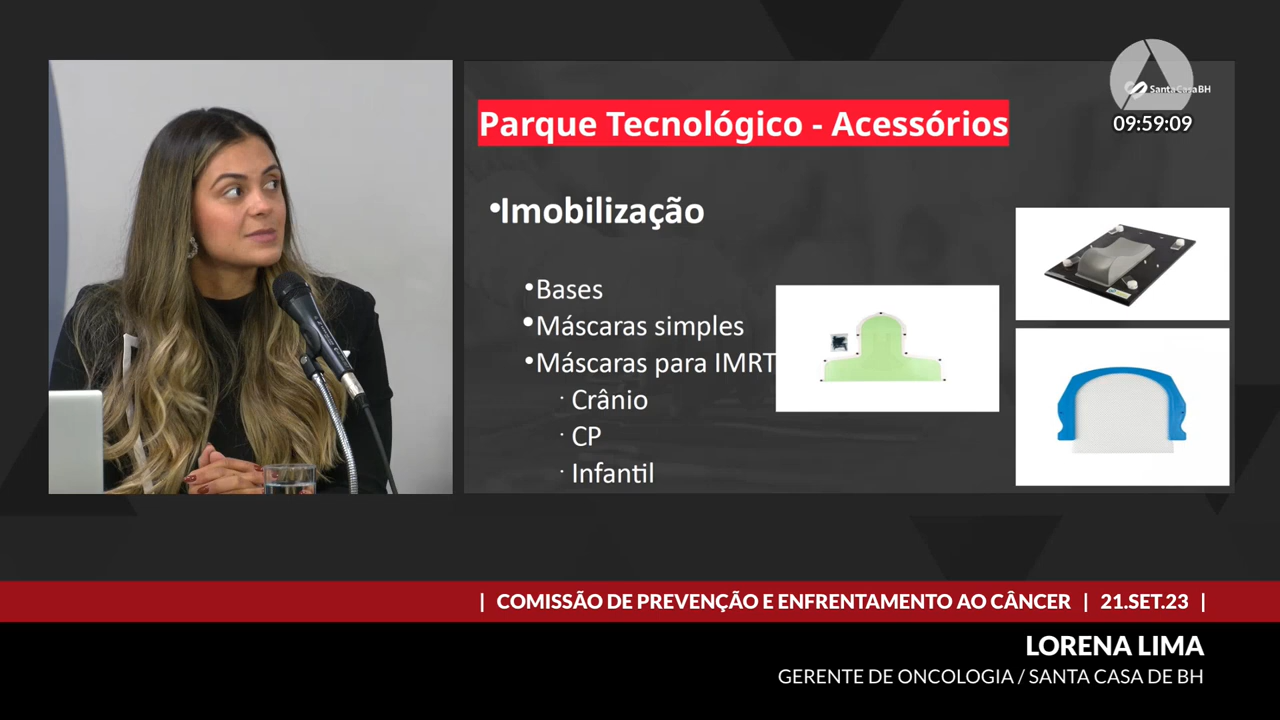 SantaCasaBH
09:59:09
Parque Tecnológico - Acessórios
•Imobilização
•Bases
•Máscaras simples
•Máscaras para IMRT
· Crânio
· CP
· Infantil
| COMISSÃO DE PREVENÇÃO E ENFRENTAMENTO AO CÂNCER | 21.SET.23 |
LORENA LIMA
GERENTE DE ONCOLOGIA / SANTA CASA DE BH